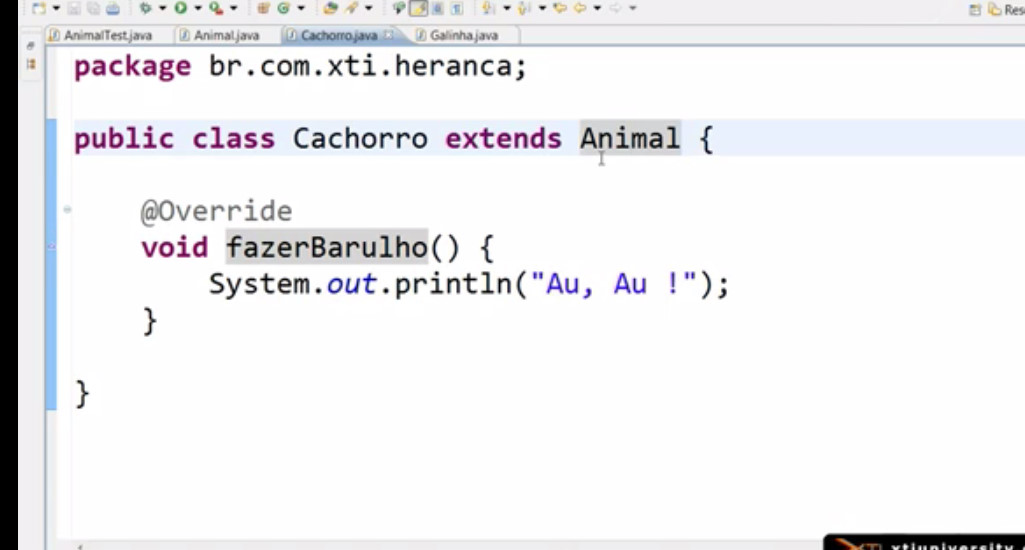 Res
AnimalTest.java Animal.java Cachorro.java Galinha.java
package br.com.xti.heranca;
public class Cachorro extends Animal {
@Override
void fazerBarulho() {
System.out.println("Au, Au !");
}
}
xtiuniversity.